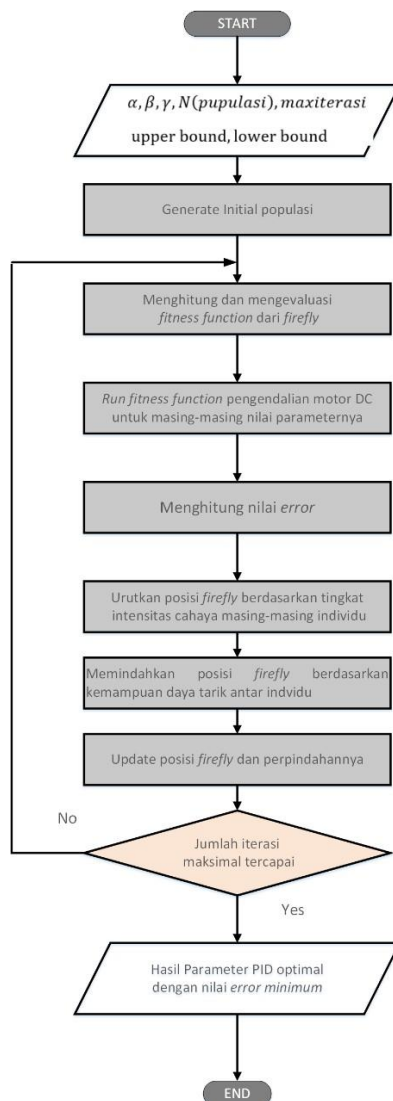 START
α, β, γ, N(pupulasi), maxiterasi
upper bound, lower bound
Generate Initial populasi
Menghitung dan mengevaluasi
fitness function dari firefly
Run fitness function pengendalian motor DC
untuk masing-masing nilai parameternya
Menghitung nilai error
Urutkan posisi firefly berdasarkan tingkat
intensitas cahaya masing-masing individu
Memindahkan posisi firefly berdasarkan
kemampuan daya tarik antar indvidu
Update posisi firefly dan perpindahannya
No
Jumlah iterasi
maksimal tercapai
Yes
Hasil Parameter PID optimal
dengan nilai error minimum
END